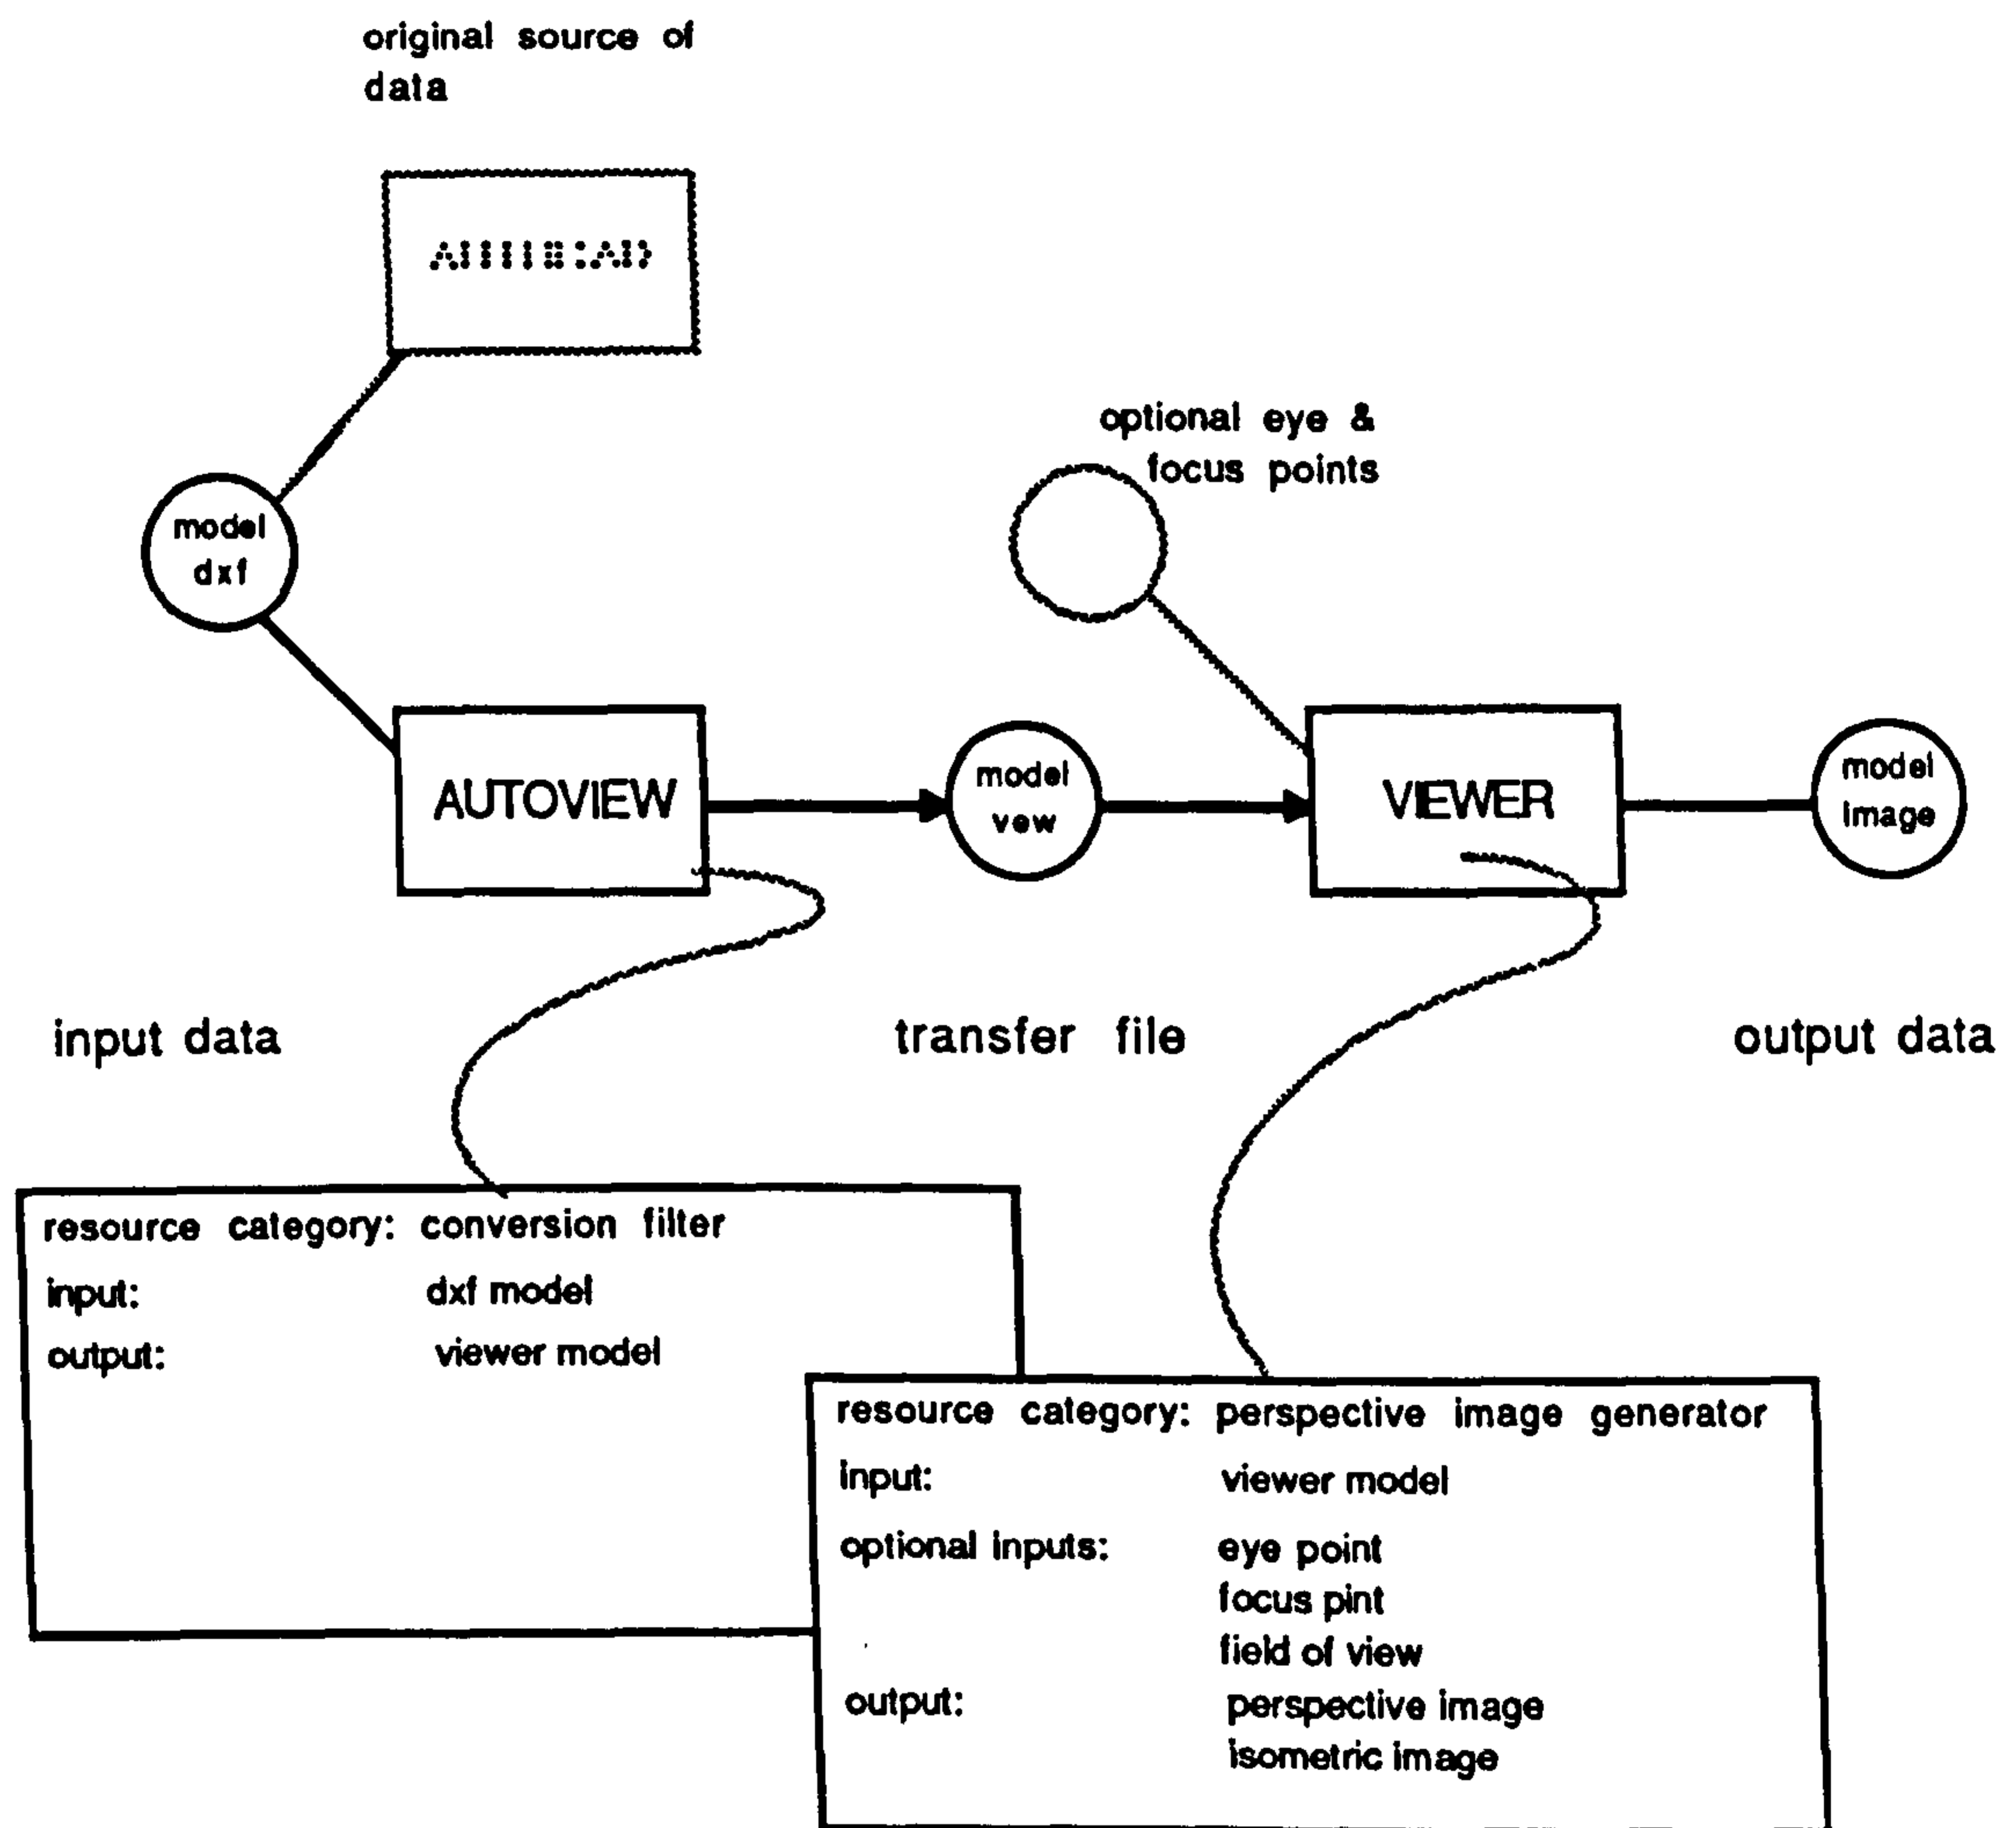 original source of
data
model
dxf
optional eye &
focus points
AUTOVIEW
model
vew
VIEWER
model
image
input data
transfer file
output data
resource category: conversion filter
input: dxf model
output: viewer model
resource category: perspective image generator
input: viewer model
optional inputs: eye point
focus pint
field of view
output: perspective image
isometric image